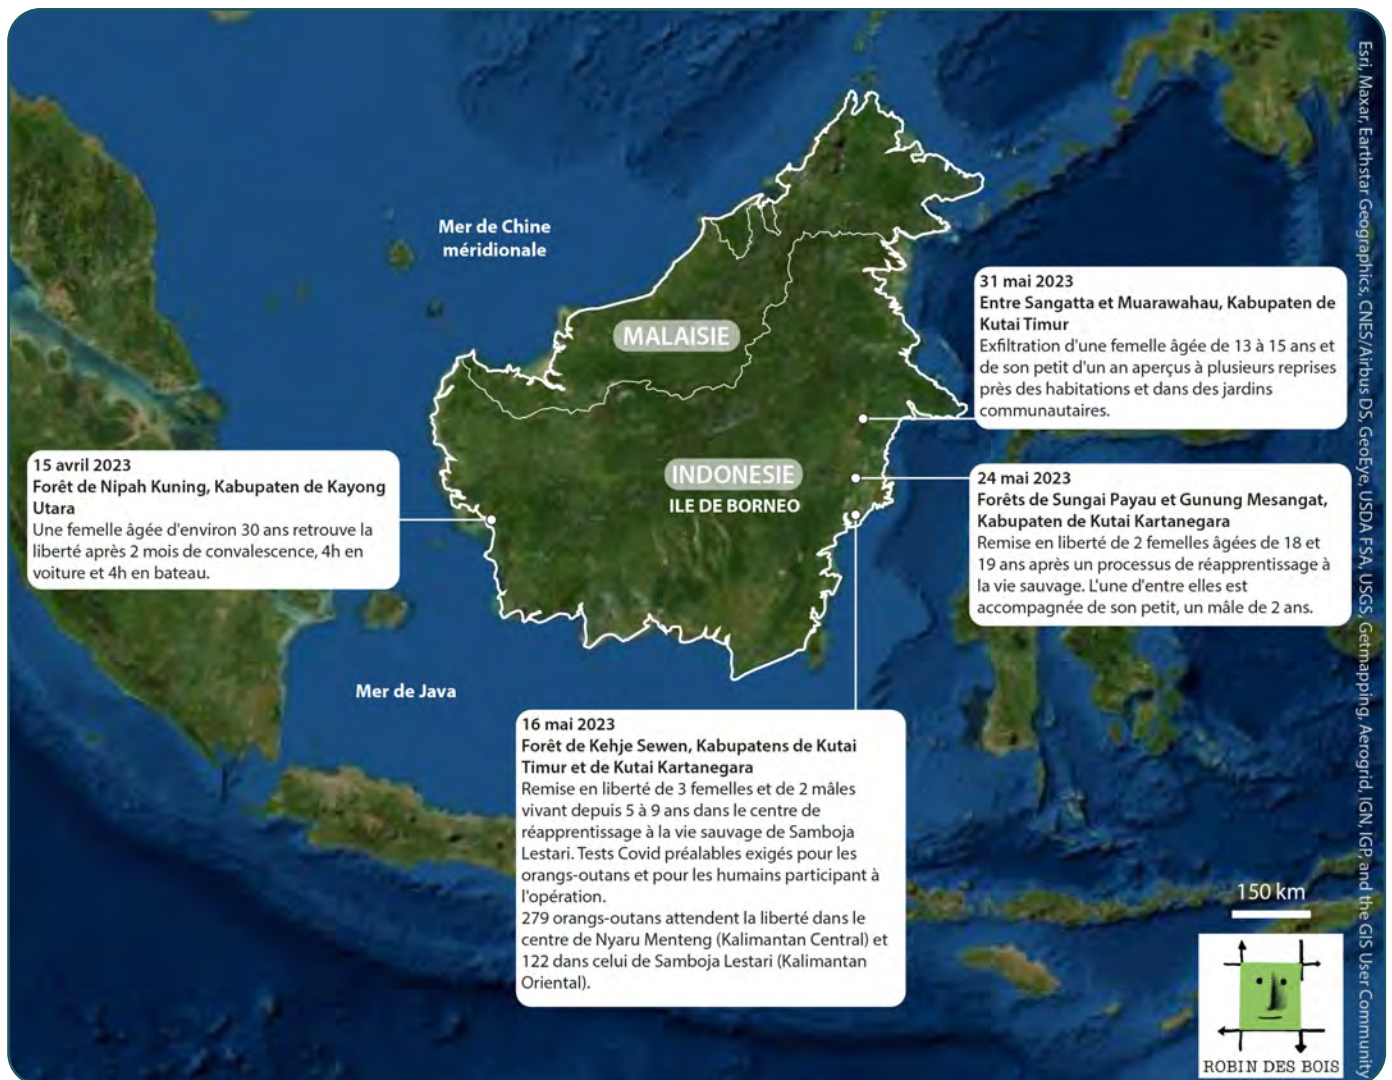 Mer de Chine
méridionale
MALAISIE
INDONESIE
ILE DE BORNEO
Mer de Java
31 mai 2023
Entre Sangatta et Muarawahau, Kabupaten de
Kutai Timur
Exfiltration d'une femelle âgée de 13 à 15 ans et
de son petit d'un an aperçus à plusieurs reprises
près des habitations et dans des jardins
communautaires.
15 avril 2023
Forêt de Nipah Kuning, Kabupaten de Kayong
Utara
Une femelle âgée d'environ 30 ans retrouve la
liberté après 2 mois de convalescence, 4h en
voiture et 4h en bateau.
24 mai 2023
Forêts de Sungai Payau et Gunung Mesangat,
Kabupaten de Kutai Kartanegara
Remise en liberté de 2 femelles âgées de 18 et
19 ans après un processus de réapprentissage à
la vie sauvage. L'une d'entre elles est
accompagnée de son petit, un mâle de 2 ans.
16 mai 2023
Forêt de Kehje Sewen, Kabupatens de Kutai
Timur et de Kutai Kartanegara
Remise en liberté de 3 femelles et de 2 mâles
vivant depuis 5 à 9 ans dans le centre de
réapprentissage à la vie sauvage de Samboja
Lestari. Tests Covid préalables exigés pour les
orangs-outans et pour les humains participant à
l'opération.
279 orangs-outans attendent la liberté dans le
centre de Nyaru Menteng (Kalimantan Central) et
122 dans celui de Samboja Lestari (Kalimantan
Oriental).
150 km
ROBIN DES BOIS
Esri, Maxar, Earthstar Geographics, CNES/Airbus DS, GeoEye, USDA FSA, USGS, Getmapping, Aerogrid, IGN, IGP, and the GIS User Community